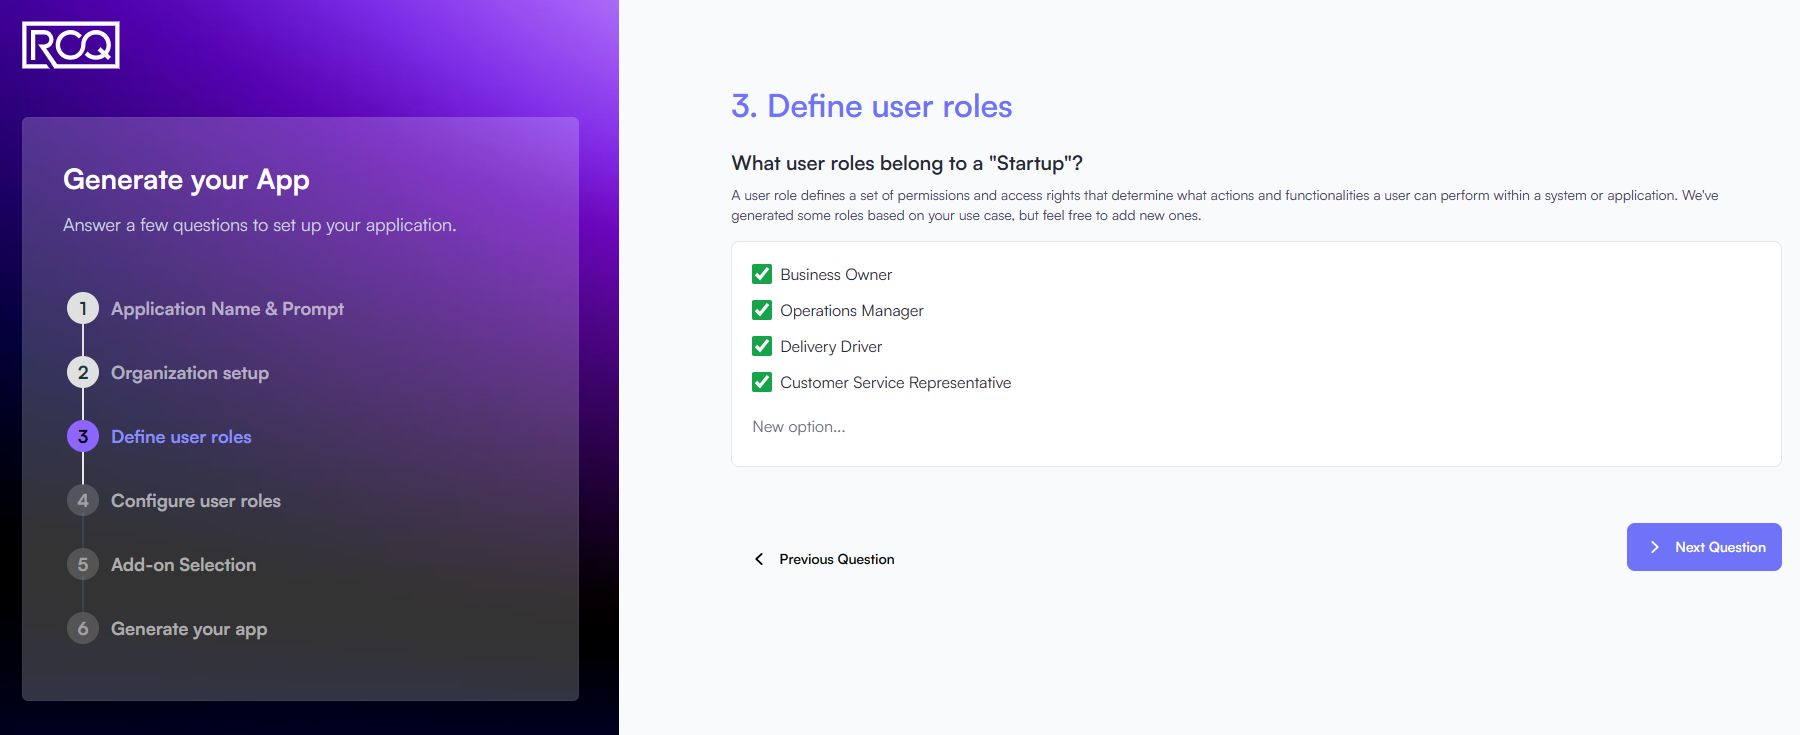 ROQ
Generate your App
Answer a few questions to set up your application.
1 Application Name & Prompt
2 Organization setup
3 Define user roles
4 Configure user roles
5 Add-on Selection
6 Generate your app
3. Define user roles
What user roles belong to a "Startup"?
A user role defines a set of permissions and access rights that determine what actions and functionalities a user can perform within a system or application. We've
generated some roles based on your use case, but feel free to add new ones.
Business Owner
Operations Manager
Delivery Driver
Customer Service Representative
New option...
Previous Question
Next Question